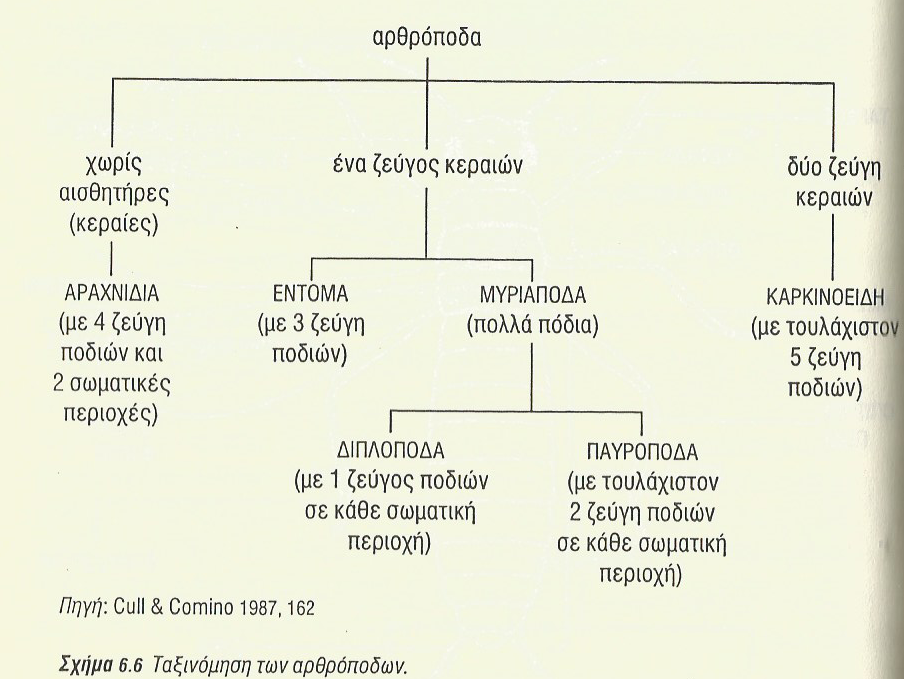 αρθρόποδα
χωρίς
αισθητήρες
(κεραίες)
ένα ζεύγος κεραιών
δύο ζεύγη
κεραιών
ΑΡΑΧΝΙΔΙΑ
(με 4 ζεύγη
ποδιών και
2 σωματικές
περιοχές)
ΕΝΤΟΜΑ
(με 3 ζεύγη
ποδιών)
ΜΥΡΙΑΠΟΔΑ
(πολλά πόδια)
ΚΑΡΚΙΝΟΕΙΔΗ
(με τουλάχιστον
5 ζεύγη
ποδιών)
ΔΙΠΛΟΠΟΔΑ
(με 1 ζεύγος ποδιών
σε κάθε σωματική
περιοχή)
ΠΑΥΡΟΠΟΔΑ
(με τουλάχιστον
2 ζεύγη ποδιών
σε κάθε σωματική
περιοχή)
Πηγή: Cull & Comino 1987, 162
Σχήμα 6.6 Ταξινόμηση των αρθρόποδων.